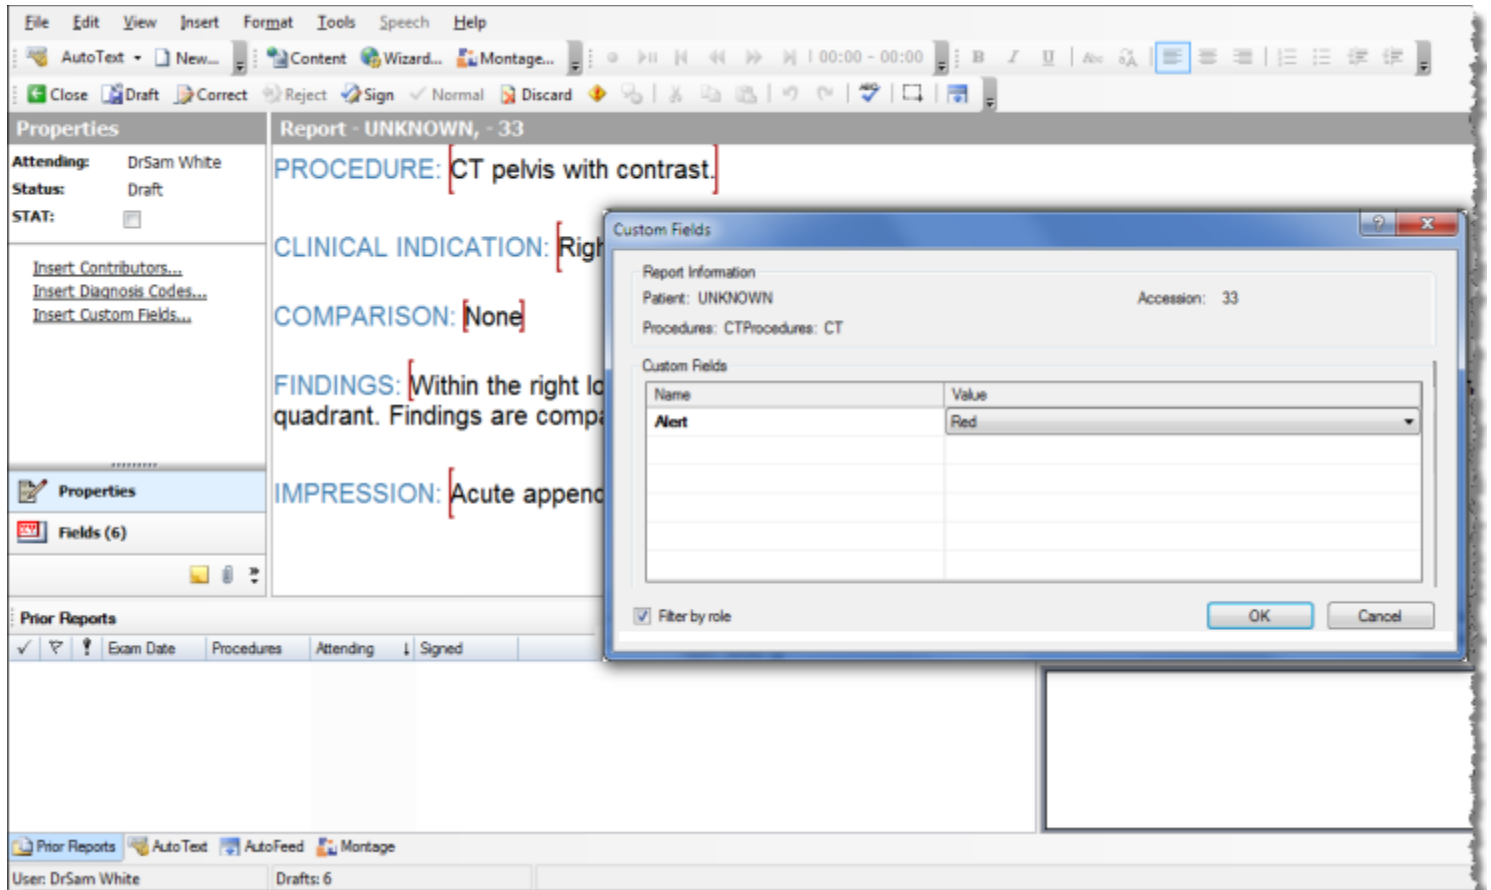 File Edit View Insert Format Tools Speech Help
AutoText New... Content Wizard... Montage... 00:00 - 00:00 B I U Abc
Close Draft Correct Reject Sign Normal Discard
Properties
Attending: DrSam White
Status: Draft
STAT:
Insert Contributors...
Insert Diagnosis Codes...
Insert Custom Fields...
Properties
Fields (6)
Report - UNKNOWN, - 33
PROCEDURE: [CT pelvis with contrast.]
CLINICAL INDICATION: [Righ
COMPARISON: [None]
FINDINGS: [Within the right lo
quadrant. Findings are compa
IMPRESSION: [Acute append
Custom Fields
Report Information
Patient: UNKNOWN Accession: 33
Procedures: CTProcedures: CT
Custom Fields
Name Value
Alert Red
Filter by role OK Cancel
Prior Reports
Exam Date Procedures Attending Signed
Prior Reports AutoText AutoFeed Montage
User: DrSam White Drafts: 6